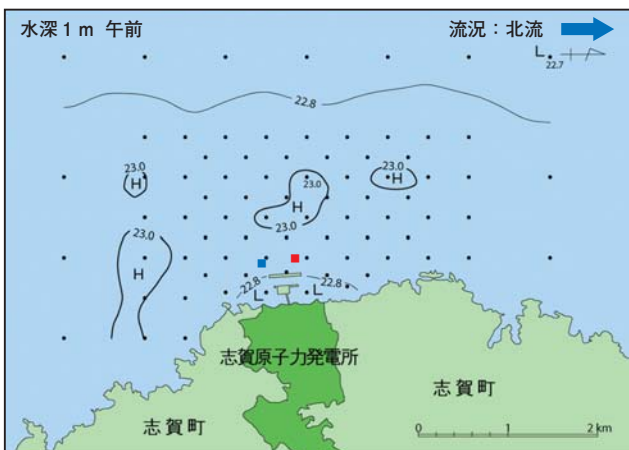 水深1m 午前 流況：北流
L
22.7
22.8
23.0 23.0 23.0
H H
H
23.0
23.0
H
22.8 22.8
L L
志賀原子力発電所
志賀町
志賀町
0 1 2 km